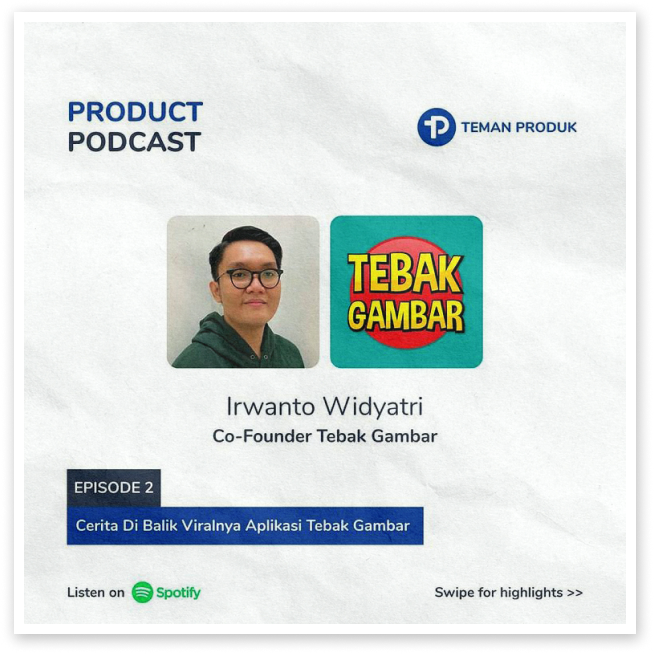 PRODUCT
PODCAST
TEMAN PRODUK
TEBAK
GAMBAR
Irwanto Widyatri
Co-Founder Tebak Gambar
EPISODE 2
Cerita Di Balik Viralnya Aplikasi Tebak Gambar
Listen on Spotify
Swipe for highlights >>